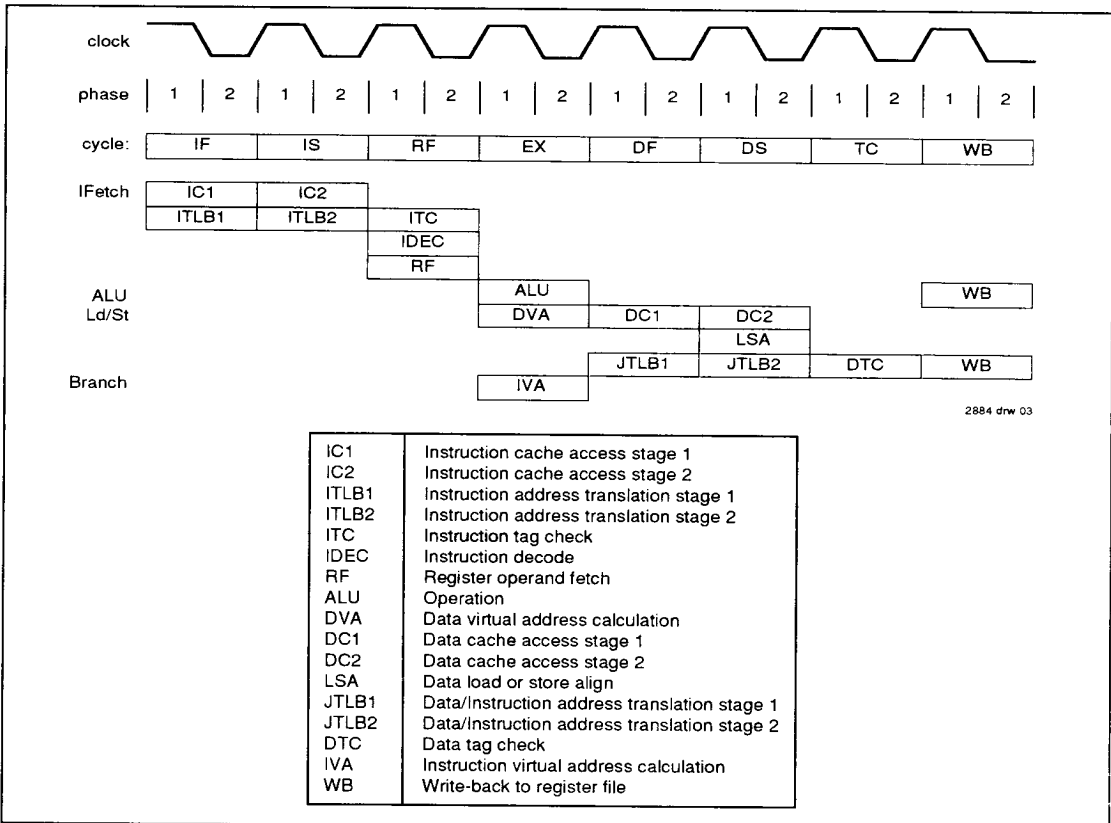 clock
phase 1 2 1 2 1 2 1 2 1 2 1 2 1 2 1 2
cycle: IF IS RF EX DF DS TC WB
IFetch IC1 IC2
ITLB1 ITLB2 ITC
IDEC
RF
ALU ALU WB
Ld/St DVA DC1 DC2
LSA
JTLB1 JTLB2 DTC WB
Branch IVA
2884 drw 03
IC1 Instruction cache access stage 1
IC2 Instruction cache access stage 2
ITLB1 Instruction address translation stage 1
ITLB2 Instruction address translation stage 2
ITC Instruction tag check
IDEC Instruction decode
RF Register operand fetch
ALU Operation
DVA Data virtual address calculation
DC1 Data cache access stage 1
DC2 Data cache access stage 2
LSA Data load or store align
JTLB1 Data/Instruction address translation stage 1
JTLB2 Data/Instruction address translation stage 2
DTC Data tag check
IVA Instruction virtual address calculation
WB Write-back to register file